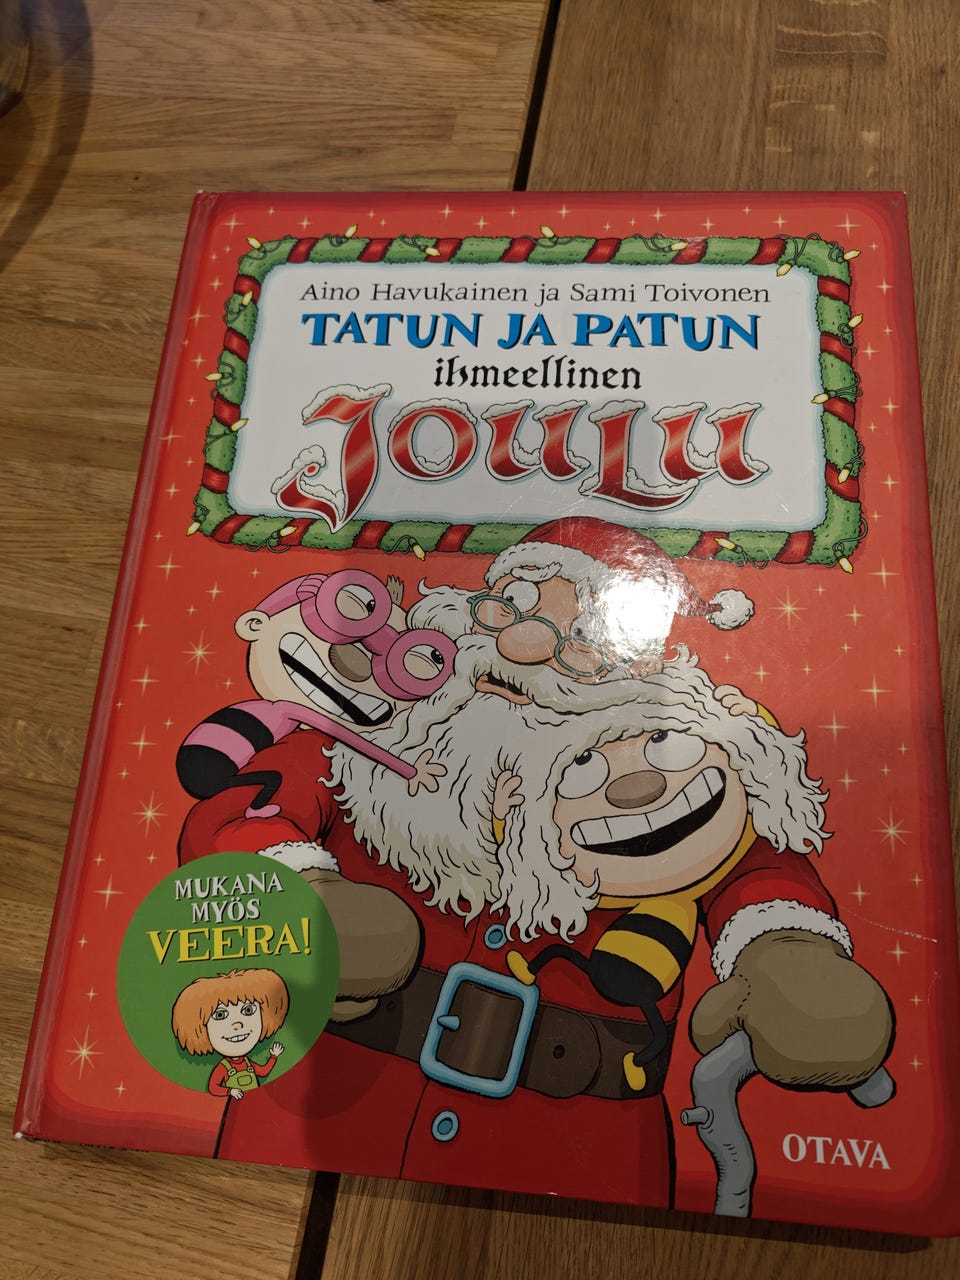 Aino Havukainen ja Sami Toivonen
TATUN JA PATUN
ihmeellinen
JOULU
MUKANA
MYÖS
VEERA!
OTAVA